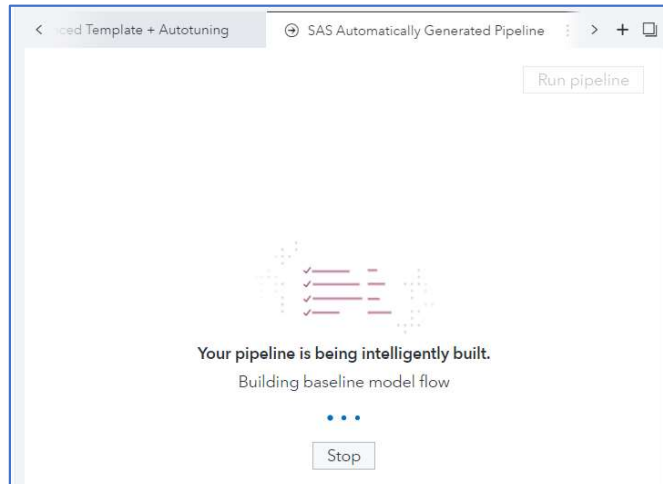 Template + Autotuning
SAS Automatically Generated Pipeline
Run pipeline
Your pipeline is being intelligently built.
Building baseline model flow
Stop